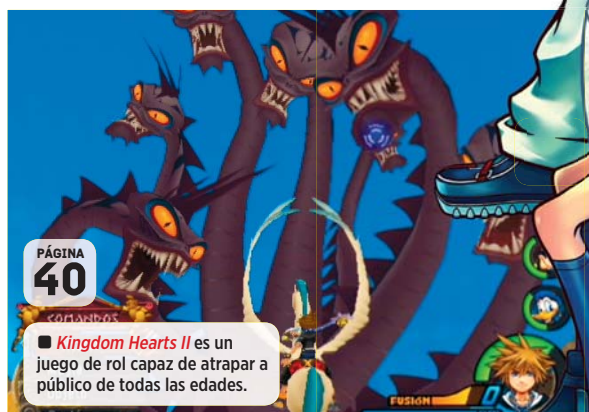 PÁGINA
40
COMANDOS
■ Kingdom Hearts II es un
juego de rol capaz de atrapar a
público de todas las edades.
FUSIÓN